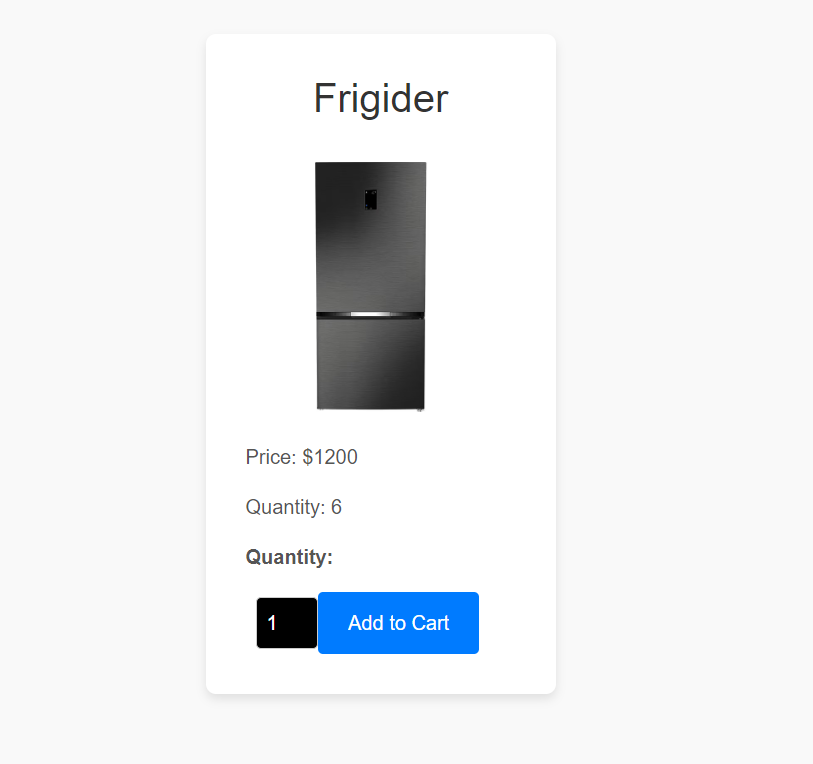 Frigider
Price: $1200
Quantity: 6
Quantity:
1 Add to Cart